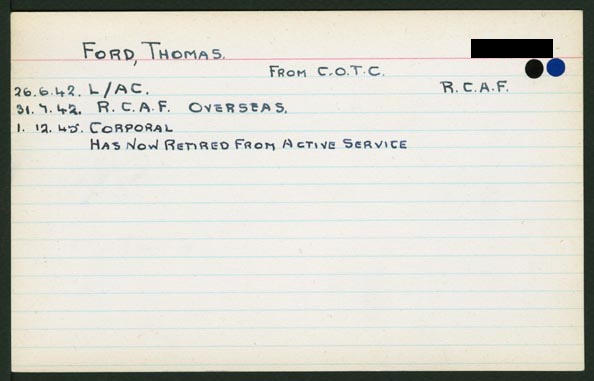 FORD, THOMAS.
FROM C.O.T.C.
26.6.42. L/AC. R.C.A.F.
31.7.42. R.C.A.F. OVERSEAS.
1. 12. 45. CORPORAL
HAS NOW RETIRED FROM ACTIVE SERVICE